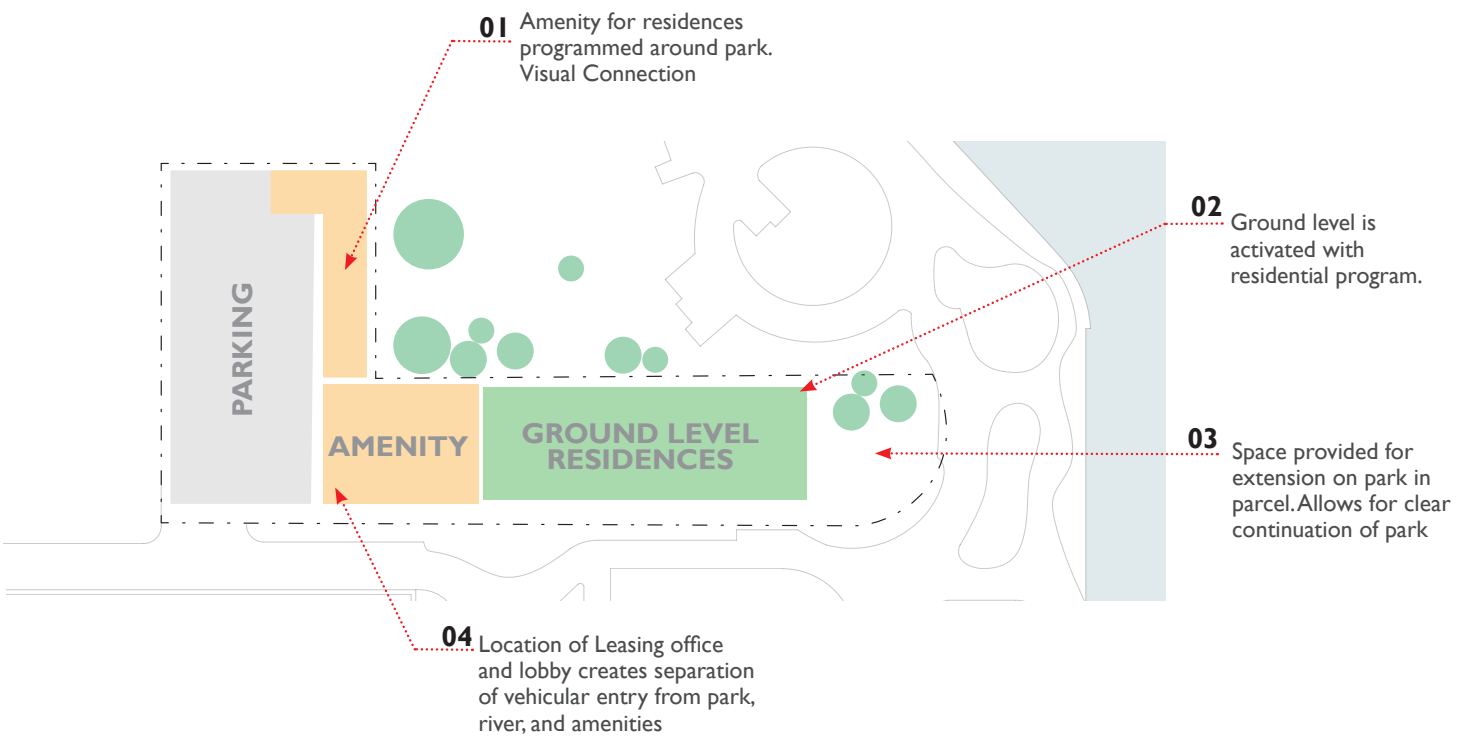 01 Amenity for residences
programmed around park.
Visual Connection
02 Ground level is
activated with
residential program.
PARKING
AMENITY
GROUND LEVEL
RESIDENCES
03 Space provided for
extension on park in
parcel. Allows for clear
continuation of park
04 Location of Leasing office
and lobby creates separation
of vehicular entry from park,
river, and amenities